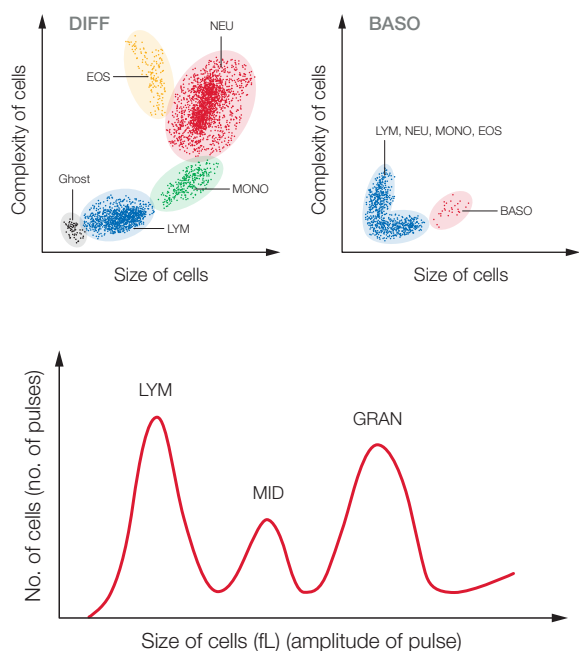 DIFF
NEU
EOS
Ghost
MONO
LYM
Complexity of cells
Size of cells
BASO
LYM, NEU, MONO, EOS
BASO
Complexity of cells
Size of cells
LYM
GRAN
MID
No. of cells (no. of pulses)
Size of cells (fL) (amplitude of pulse)